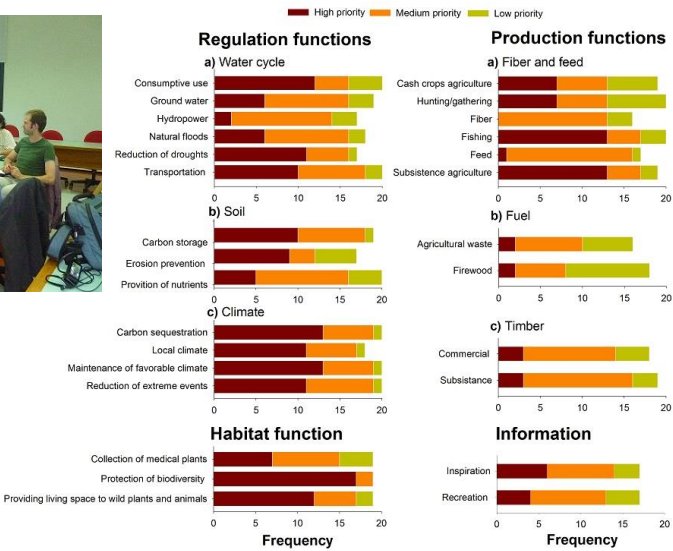 High priority Medium priority Low priority
Regulation functions
a) Water cycle
Consumptive use
Ground water
Hydropower
Natural floods
Reduction of droughts
Transportation
0 5 10 15 20
b) Soil
Carbon storage
Erosion prevention
Provition of nutrients
0 5 10 15 20
c) Climate
Carbon sequestration
Local climate
Maintenance of favorable climate
Reduction of extreme events
0 5 10 15 20
Habitat function
Collection of medical plants
Protection of biodiversity
Providing living space to wild plants and animals
0 5 10 15 20
Frequency
Production functions
a) Fiber and feed
Cash crops agriculture
Hunting/gathering
Fiber
Fishing
Feed
Subsistence agriculture
0 5 10 15 20
b) Fuel
Agricultural waste
Firewood
0 5 10 15 20
c) Timber
Commercial
Subsistance
0 5 10 15 20
Information
Inspiration
Recreation
0 5 10 15 20
Frequency